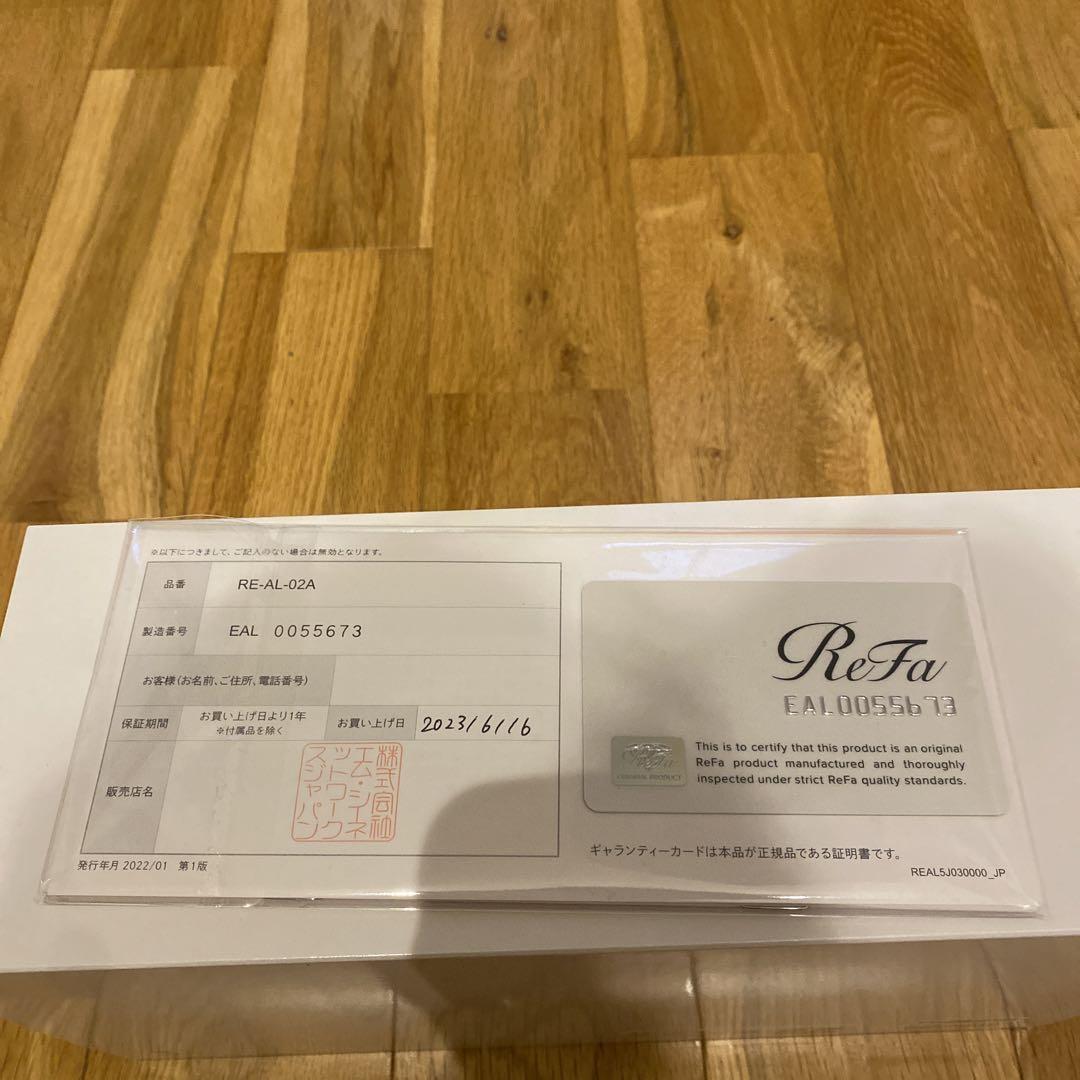 ※以下につきまして、ご記入のない場合は無効となります。
品番 RE-AL-02A
製造番号 EAL 0055673
お客様(お名前、ご住所、電話番号)
保証期間 お買い上げ日より1年 お買い上げ日 2023/6/16
※付属品を除く
販売店名
株式会社
エム・シイネ
ットワーク
スジャパン
発行年月 2022/01 第1版
ReFa
EAL0055673
ReFa
ORIGINAL PRODUCT
This is to certify that this product is an original
ReFa product manufactured and thoroughly
inspected under strict ReFa quality standards.
ギャランティーカードは本品が正規品である証明書です。
REAL5J030000_JP